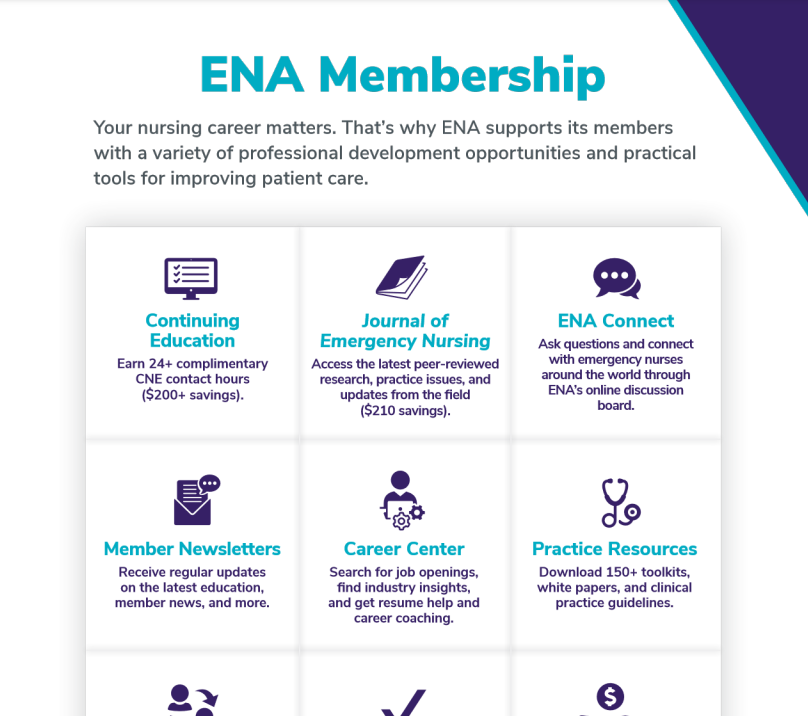 ENA Membership
Your nursing career matters. That's why ENA supports its members
with a variety of professional development opportunities and practical
tools for improving patient care.
Continuing
Education
Earn 24+ complimentary
CNE contact hours
($200+ savings).
Journal of
Emergency Nursing
Access the latest peer-reviewed
research, practice issues, and
updates from the field
($210 savings).
ENA Connect
Ask questions and connect
with emergency nurses
around the world through
ENA's online discussion
board.
Member Newsletters
Receive regular updates
on the latest education,
member news, and more.
Career Center
Search for job openings,
find industry insights,
and get resume help and
career coaching.
Practice Resources
Download 150+ toolkits,
white papers, and clinical
practice guidelines.
$